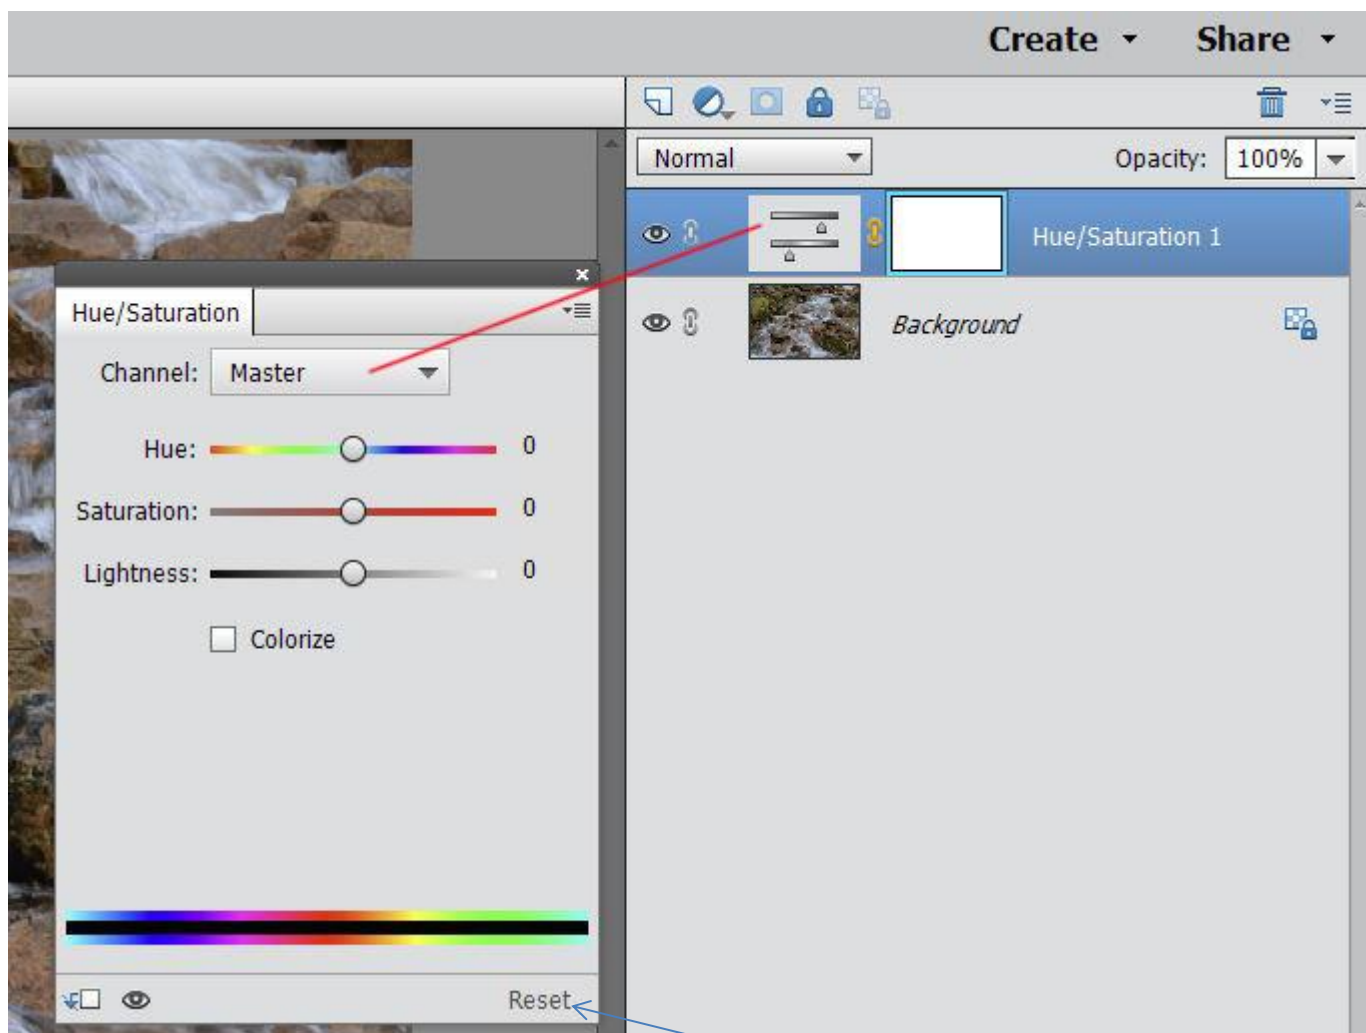 Create Share
Normal Opacity: 100%
Hue/Saturation 1
Background
Hue/Saturation
Channel: Master
Hue: 0
Saturation: 0
Lightness: 0
Colorize
Reset